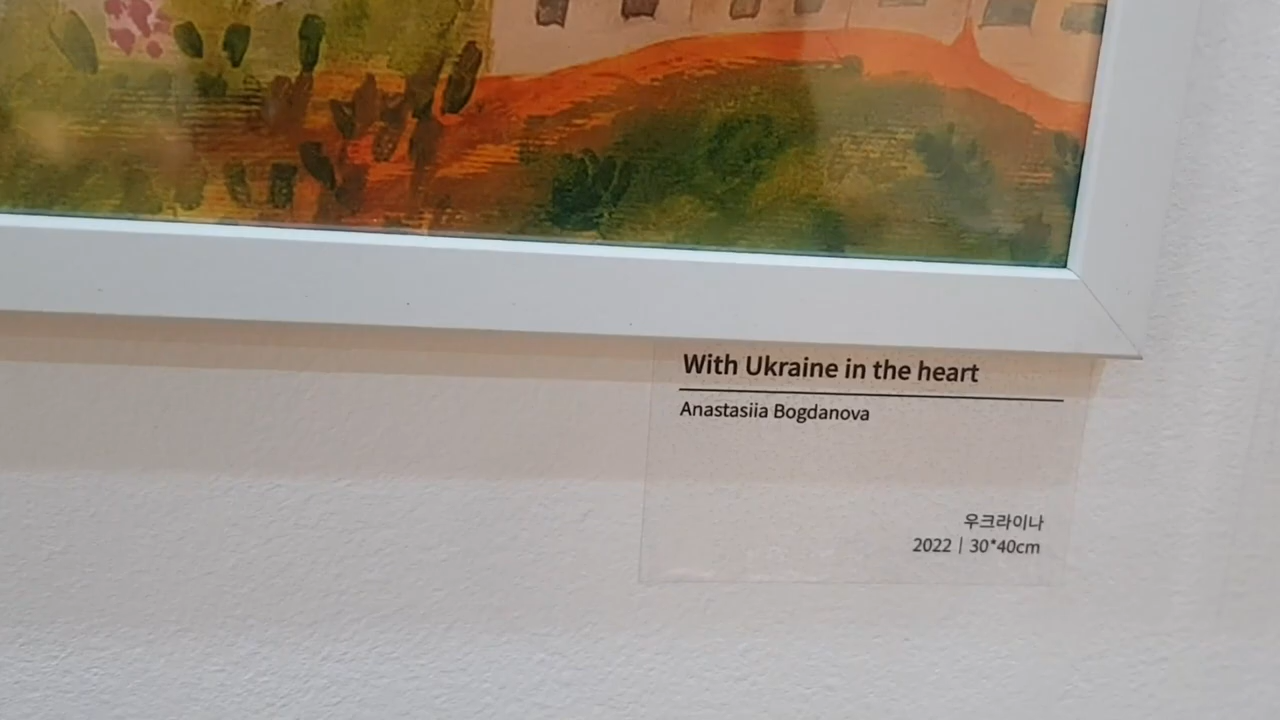 With Ukraine in the heart
Anastasiia Bogdanova
우크라이나
2022 | 30*40cm